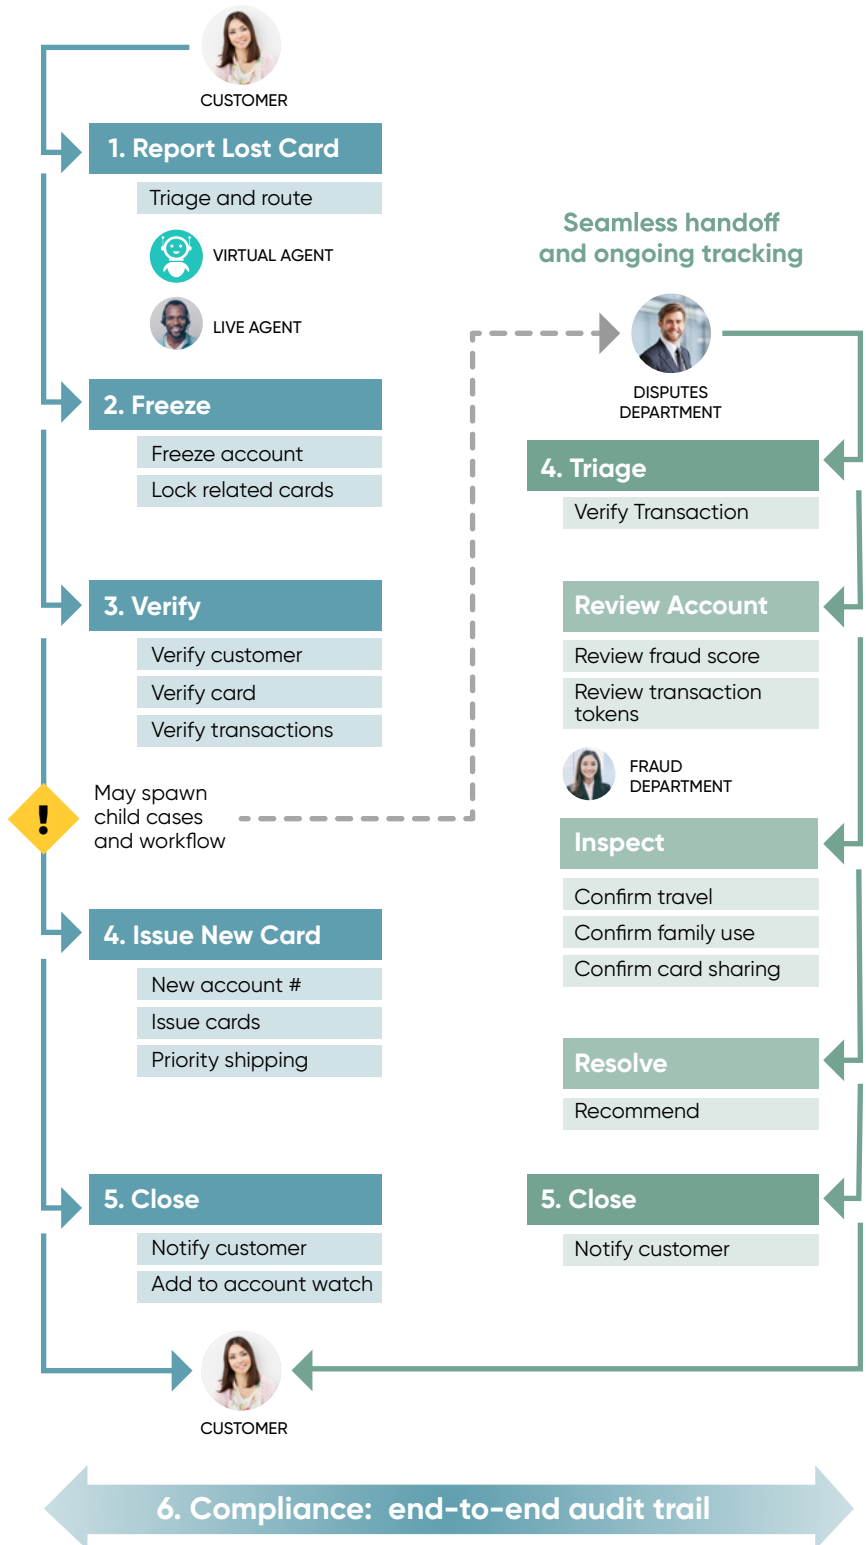 CUSTOMER
1. Report Lost Card
Triage and route
VIRTUAL AGENT
LIVE AGENT
2. Freeze
Freeze account
Lock related cards
3. Verify
Verify customer
Verify card
Verify transactions
!
May spawn
child cases
and workflow
4. Issue New Card
New account #
Issue cards
Priority shipping
5. Close
Notify customer
Add to account watch
CUSTOMER
Seamless handoff
and ongoing tracking
DISPUTES
DEPARTMENT
4. Triage
Verify Transaction
Review Account
Review fraud score
Review transaction
tokens
FRAUD
DEPARTMENT
Inspect
Confirm travel
Confirm family use
Confirm card sharing
Resolve
Recommend
5. Close
Notify customer
6. Compliance: end-to-end audit trail